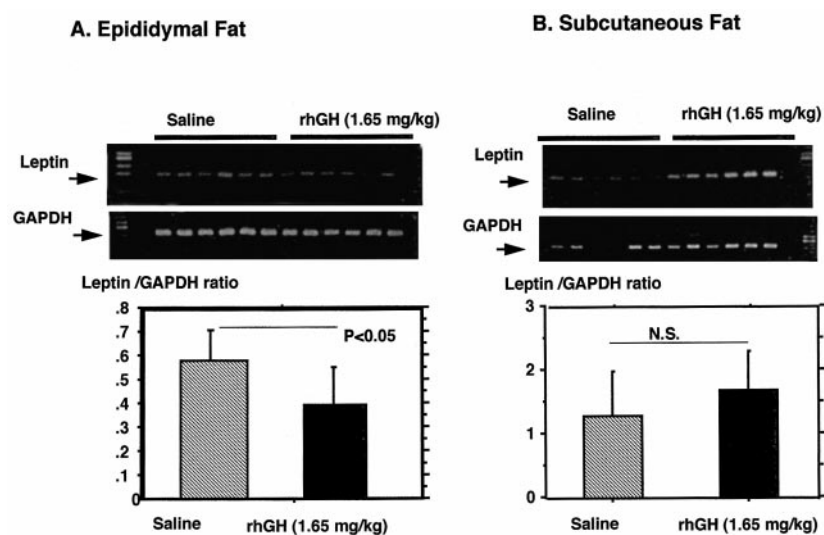 A. Epididymal Fat
Saline rhGH (1.65 mg/kg)
Leptin
GAPDH
Leptin /GAPDH ratio
.8
.7
.6
.5
.4
.3
.2
.1
0
P<0.05
Saline rhGH (1.65 mg/kg)
B. Subcutaneous Fat
Saline rhGH (1.65 mg/kg)
Leptin
GAPDH
Leptin /GAPDH ratio
3
2
1
0
N.S.
Saline rhGH (1.65 mg/kg)